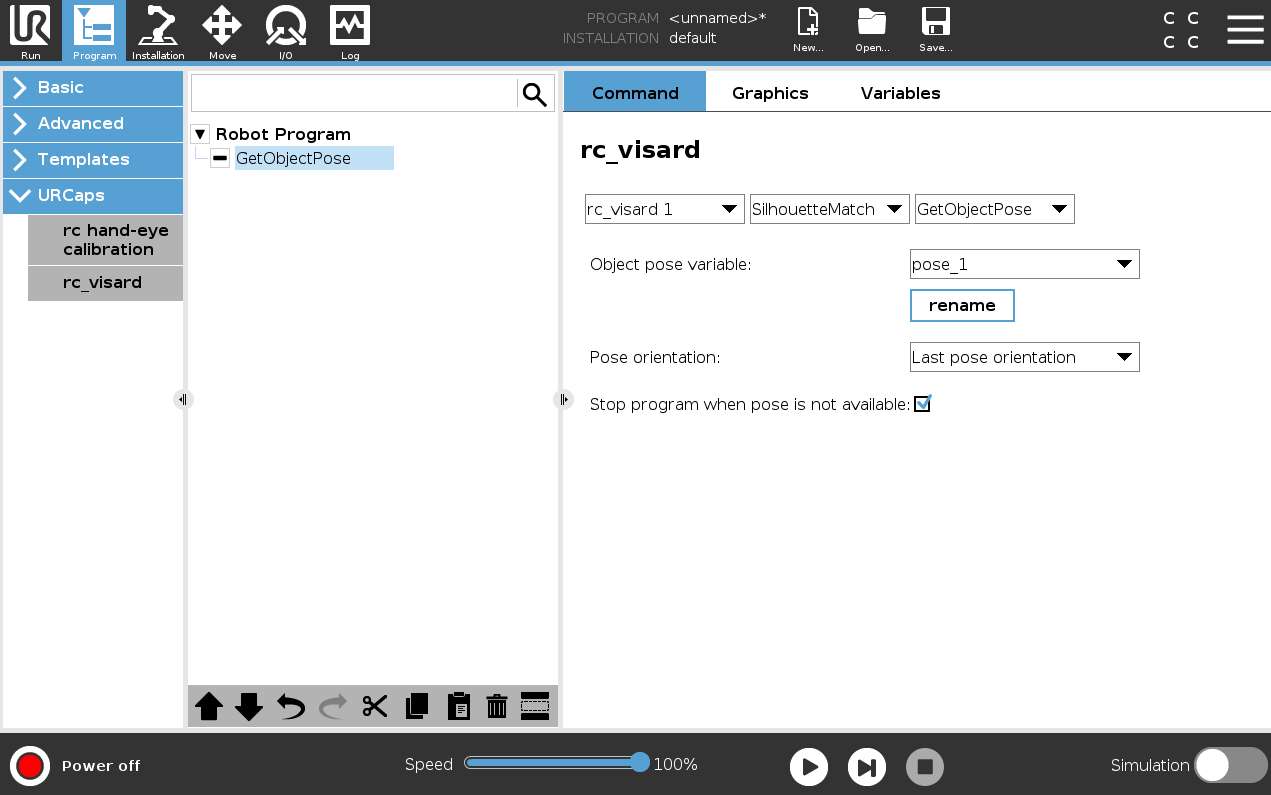 UR
PROGRAM <unnamed>*
INSTALLATION default
C C
C C
Run Program Installation Move I/O Log New... Open... Save...
Basic
Advanced
Templates
URCaps
rc hand-eye
calibration
rc_visard
Robot Program
GetObjectPose
Command Graphics Variables
rc_visard
rc_visard 1 SilhouetteMatch GetObjectPose
Object pose variable: pose_1
rename
Pose orientation: Last pose orientation
Stop program when pose is not available:
Power off Speed 100% Simulation